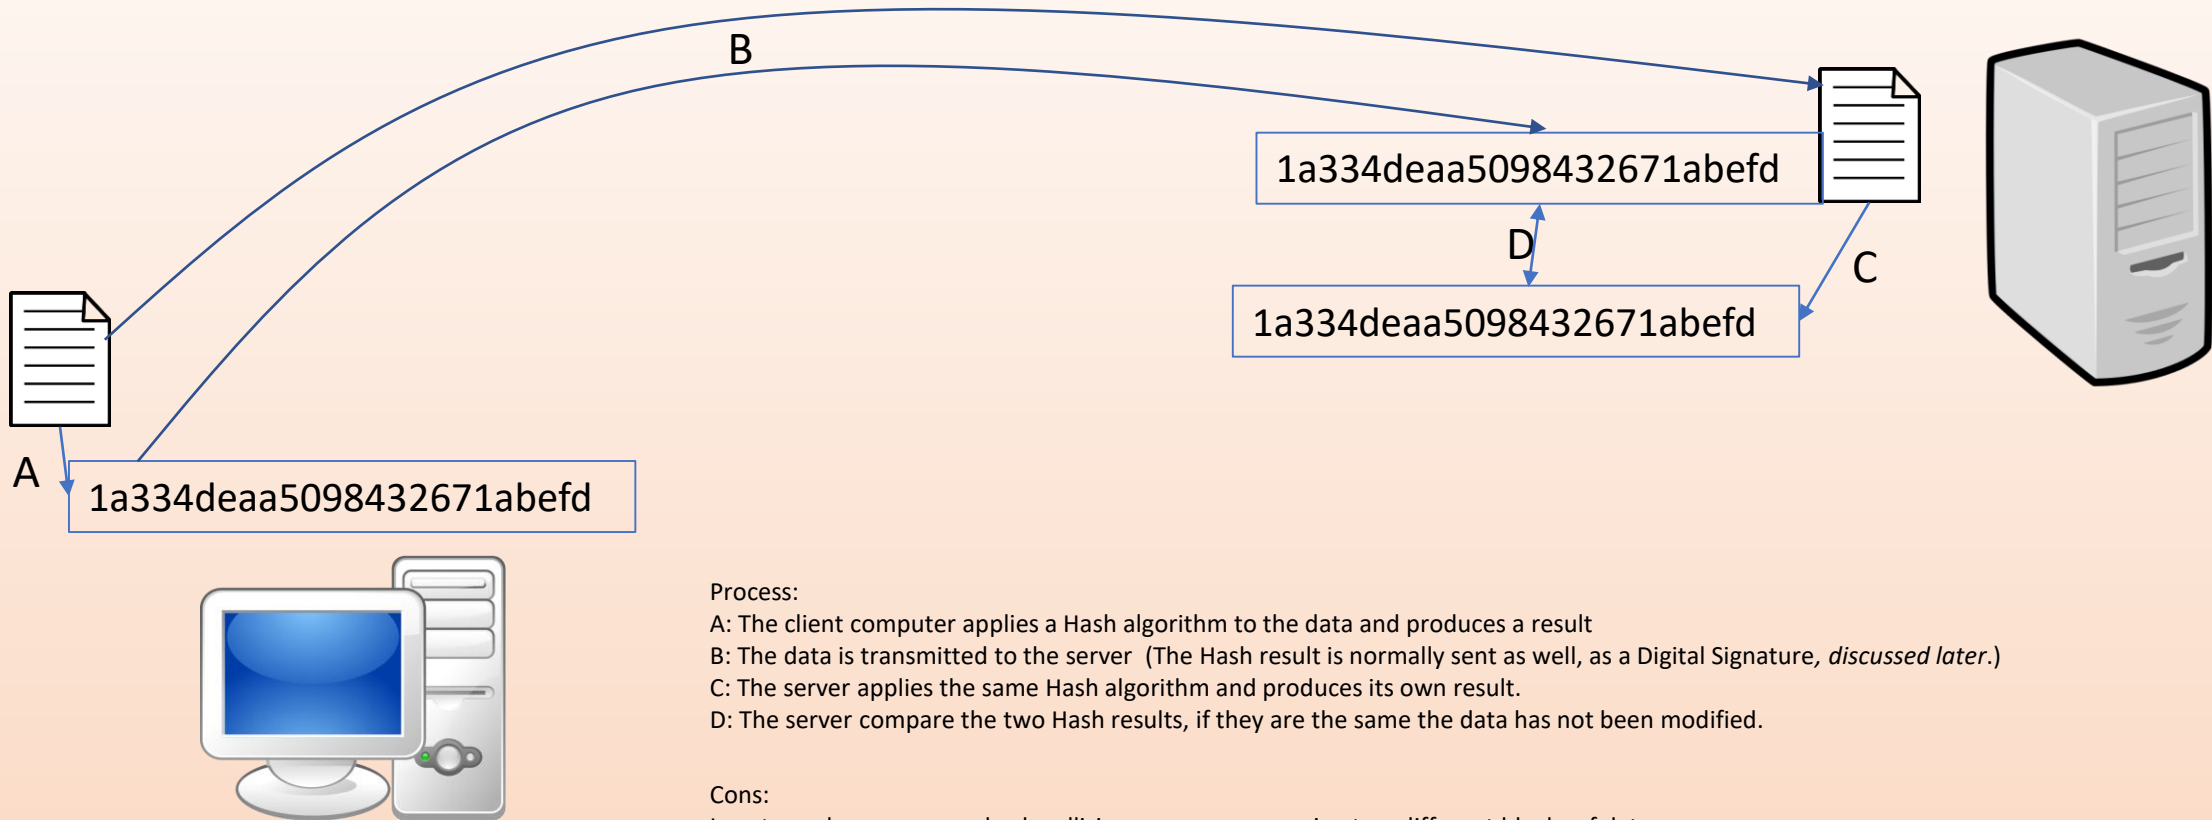 B
1a334deaa5098432671abefd
D
C
1a334deaa5098432671abefd
A
1a334deaa5098432671abefd
Process:
A: The client computer applies a Hash algorithm to the data and produces a result
B: The data is transmitted to the server (The Hash result is normally sent as well, as a Digital Signature, discussed later.)
C: The server applies the same Hash algorithm and produces its own result.
D: The server compare the two Hash results, if they are the same the data has not been modified.
Cons: